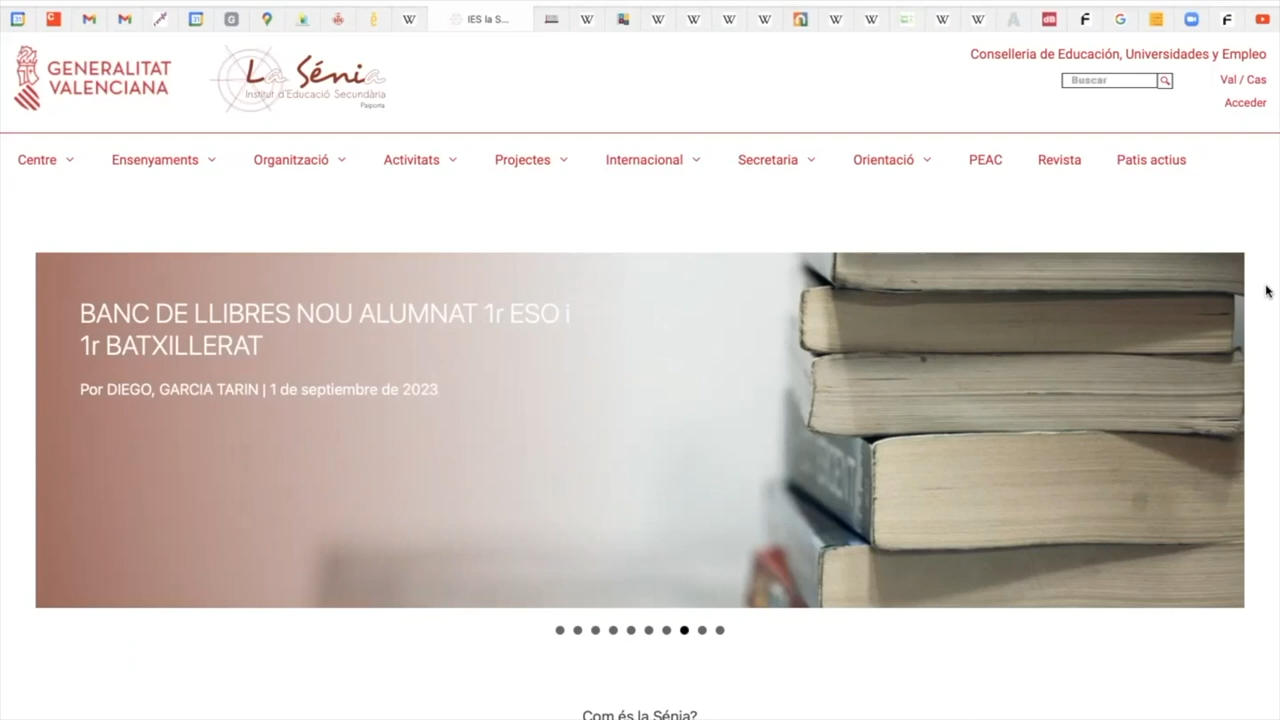 IES la S...
GENERALITAT
VALENCIANA
La Sénia
Institut d'Educació Secundària
Paiporta
Conselleria de Educación, Universidades y Empleo
Buscar
Val / Cas
Acceder
Centre
Ensenyaments
Organització
Activitats
Projectes
Internacional
Secretaria
Orientació
PEAC
Revista
Patis actius
BANC DE LLIBRES NOU ALUMNAT 1r ESO i
1r BATXILLERAT
Por DIEGO, GARCIA TARIN | 1 de septiembre de 2023
Com és la Sénia?